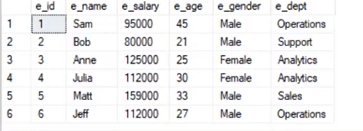 e_id e_name e_salary e_age e_gender e_dept
1 1 Sam 95000 45 Male Operations
2 2 Bob 80000 21 Male Support
3 3 Anne 125000 25 Female Analytics
4 4 Julia 112000 30 Female Analytics
5 5 Matt 159000 33 Male Sales
6 6 Jeff 112000 27 Male Operations